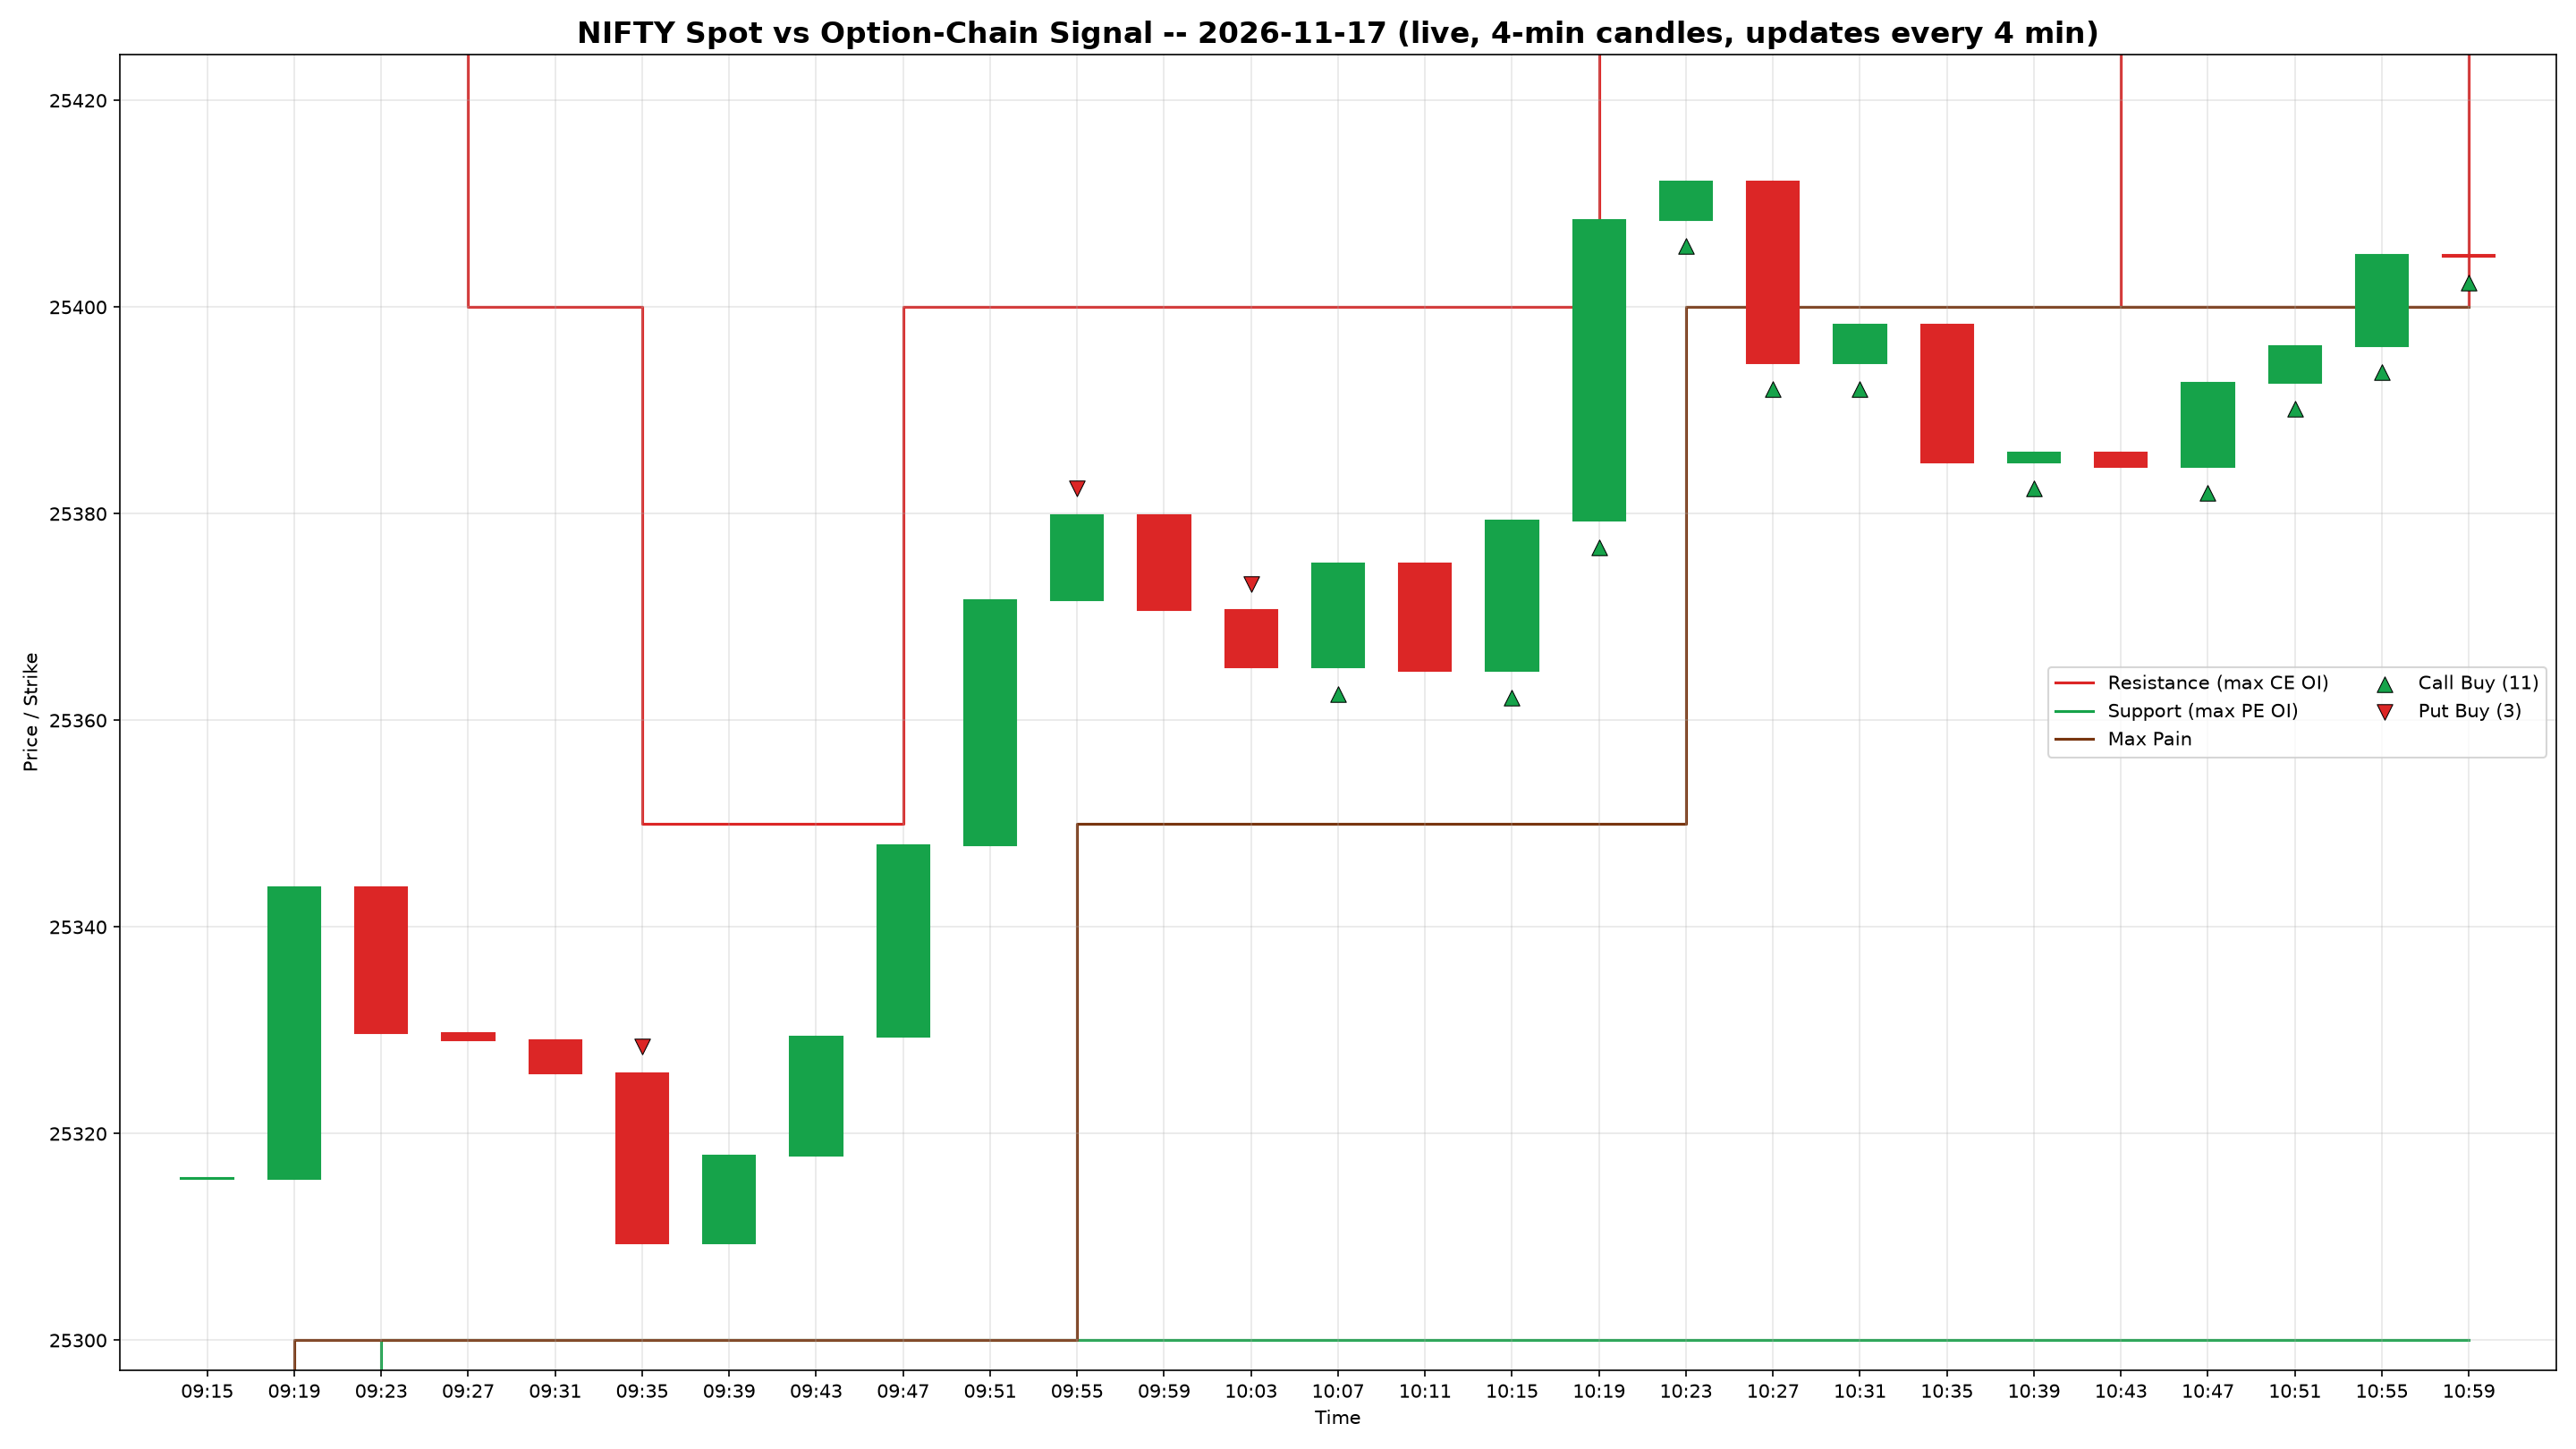 NIFTY Spot vs Option-Chain Signal -- 2026-11-17 (live, 4-min candles, updates every 4 min)
Price / Strike
25420
25400
25380
25360
25340
25320
25300
Resistance (max CE OI)
Support (max PE OI)
Max Pain
Call Buy (11)
Put Buy (3)
09:15 09:19 09:23 09:27 09:31 09:35 09:39 09:43 09:47 09:51 09:55 09:59 10:03 10:07 10:11 10:15 10:19 10:23 10:27 10:31 10:35 10:39 10:43 10:47 10:51 10:55 10:59
Time